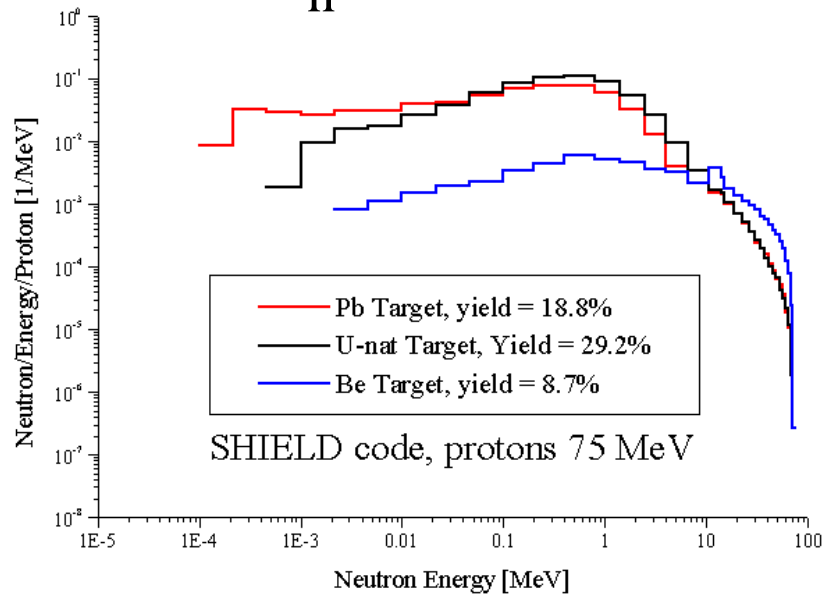 Neutron/Energy/Proton [1/MeV]
10⁰
10⁻¹
10⁻²
10⁻³
10⁻⁴
10⁻⁵
10⁻⁶
10⁻⁷
10⁻⁸
Pb Target, yield = 18.8%
U-nat Target, Yield = 29.2%
Be Target, yield = 8.7%
SHIELD code, protons 75 MeV
1E-5 1E-4 1E-3 0.01 0.1 1 10 100
Neutron Energy [MeV]